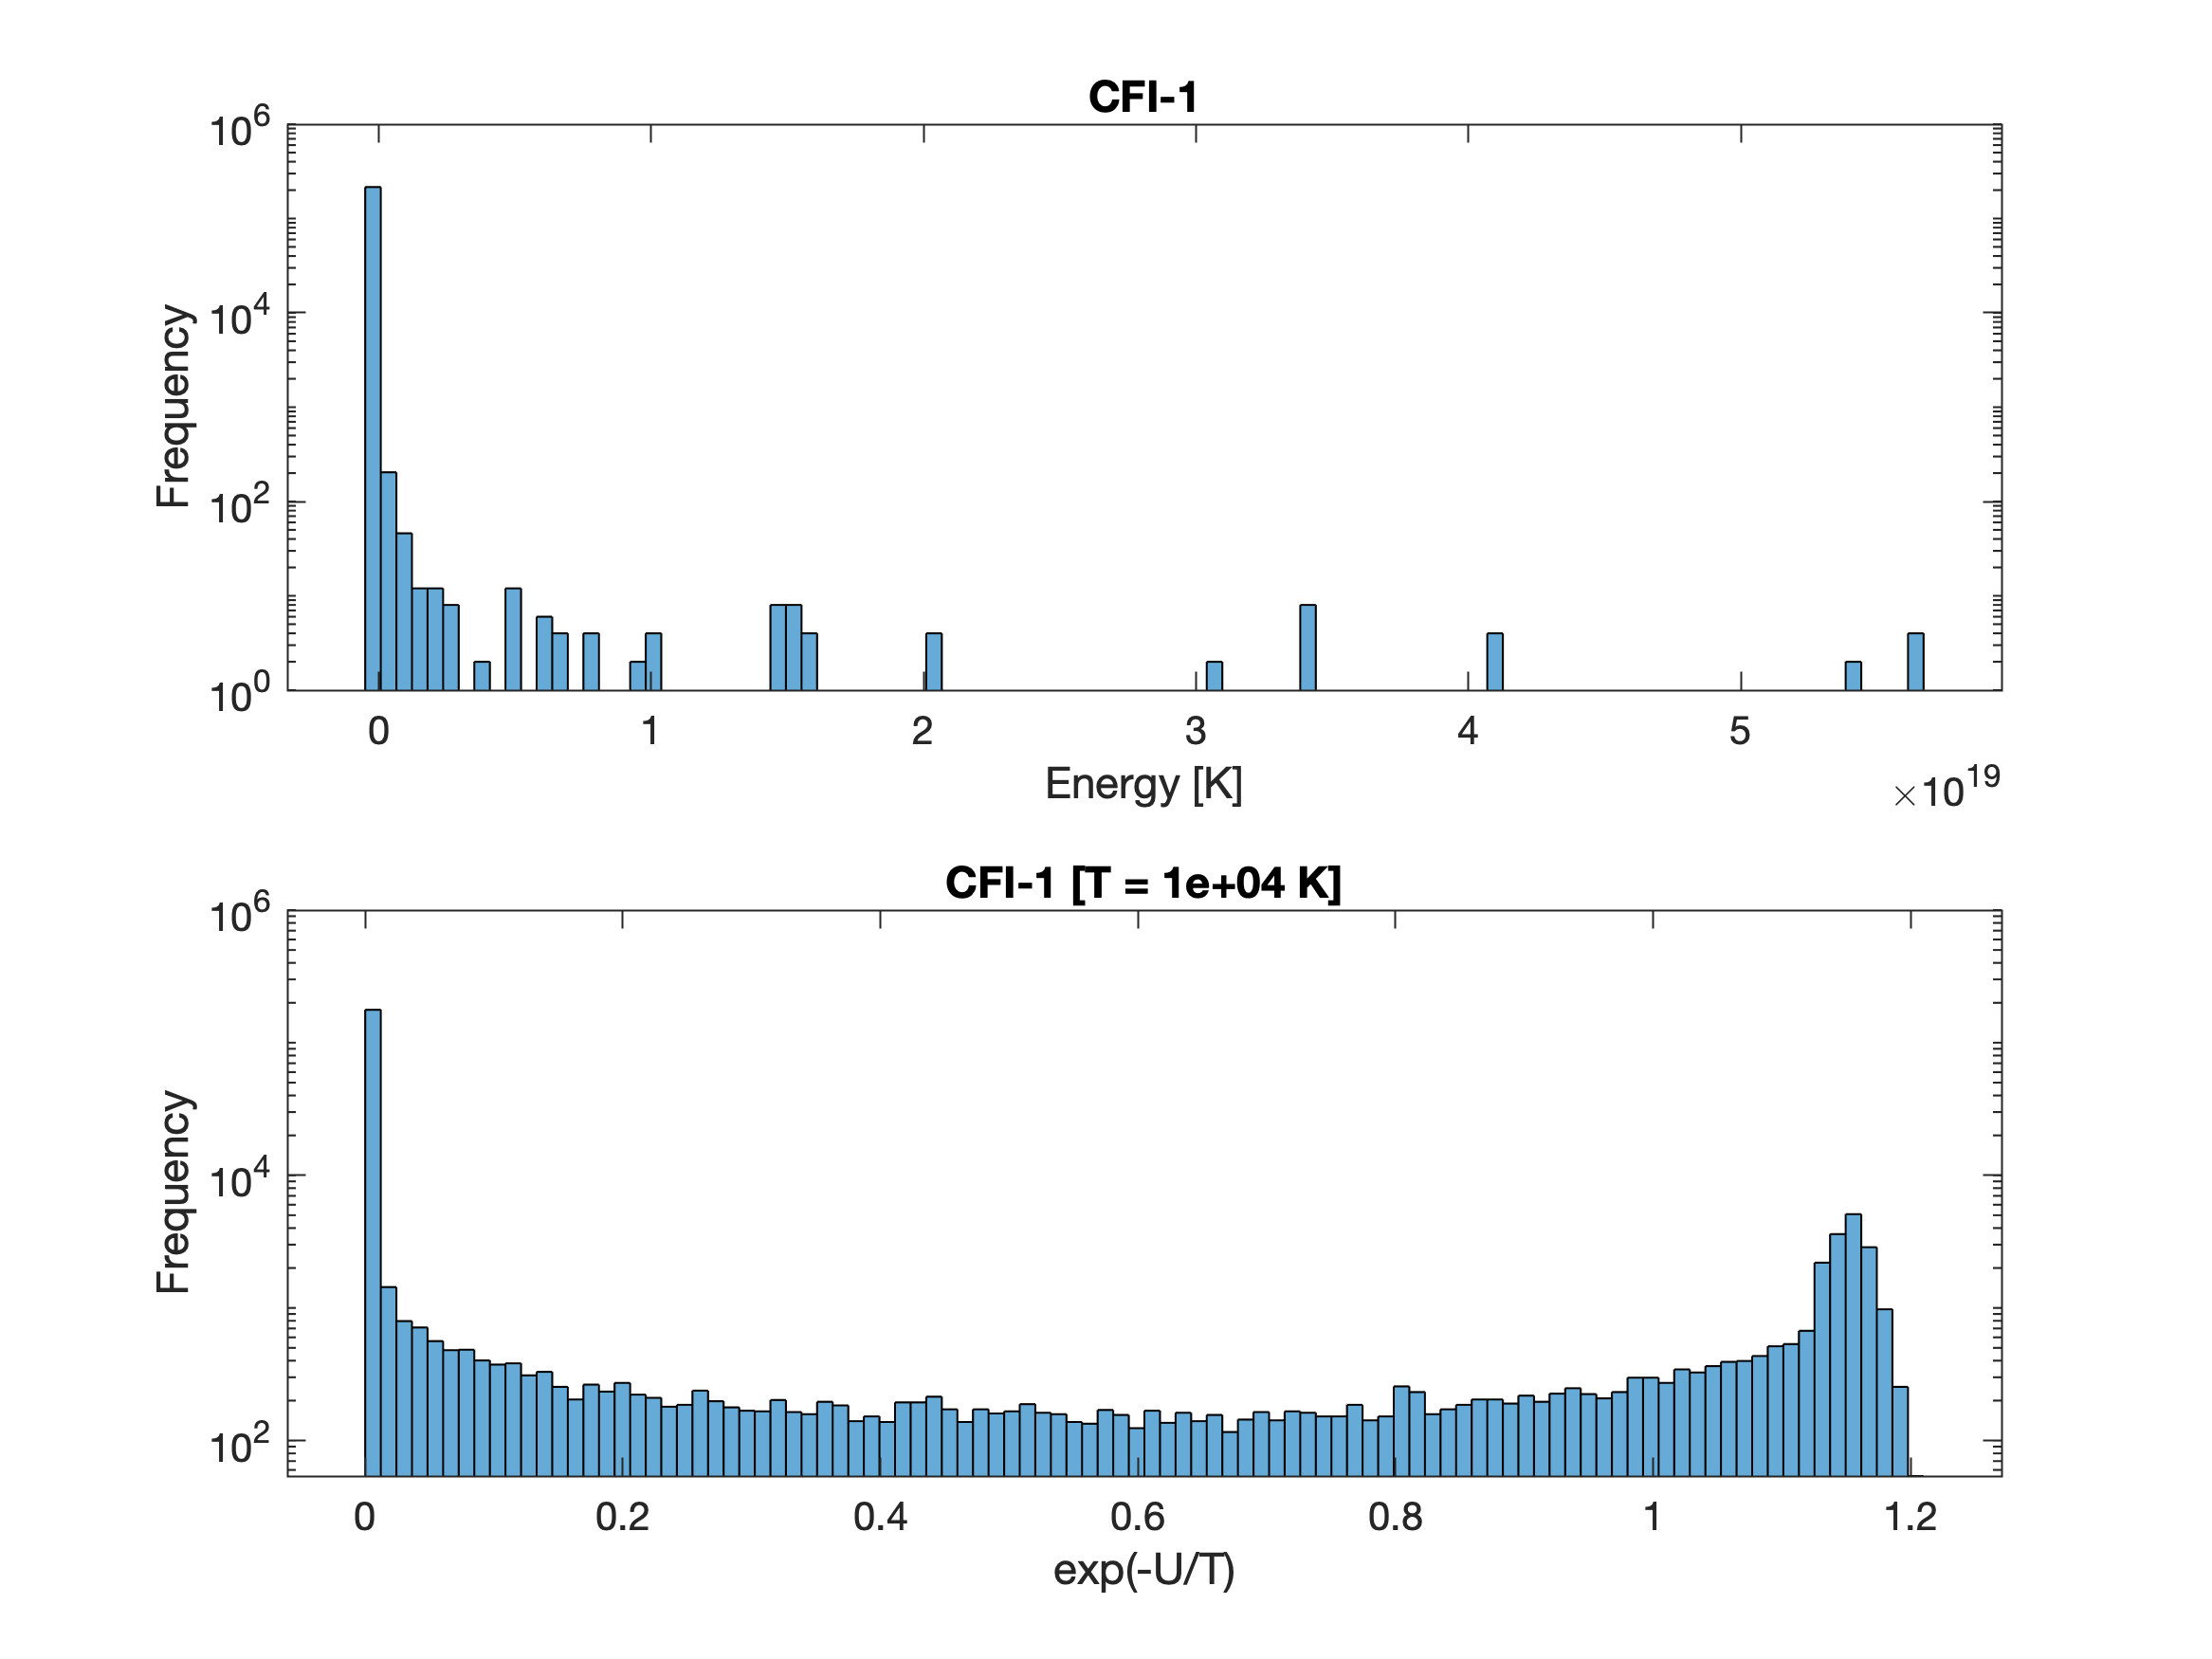 CFI-1
10^6
10^4
10^2
10^0
Frequency
0 1 2 3 4 5
Energy [K]
×10^19
CFI-1 [T = 1e+04 K]
10^6
10^4
10^2
Frequency
0 0.2 0.4 0.6 0.8 1 1.2
exp(-U/T)